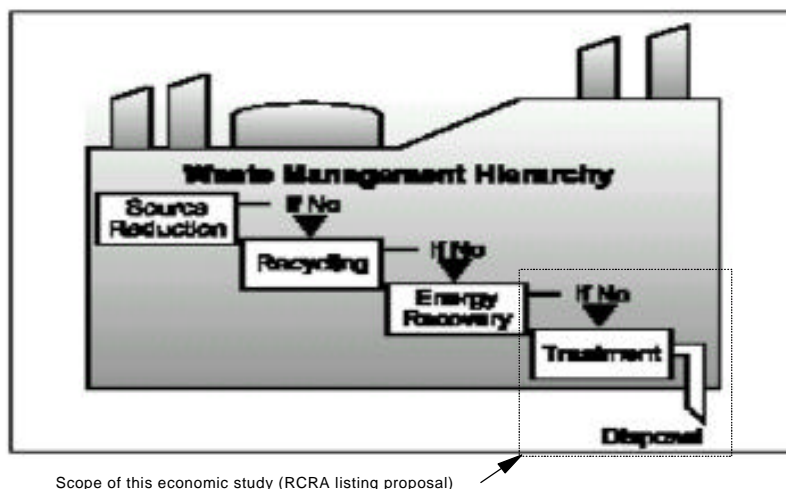 Waste Management Hierarchy
Source
Reduction
If No
Recycling
If No
Energy
Recovery
If No
Treatment
Disposal
Scope of this economic study (RCRA listing proposal)